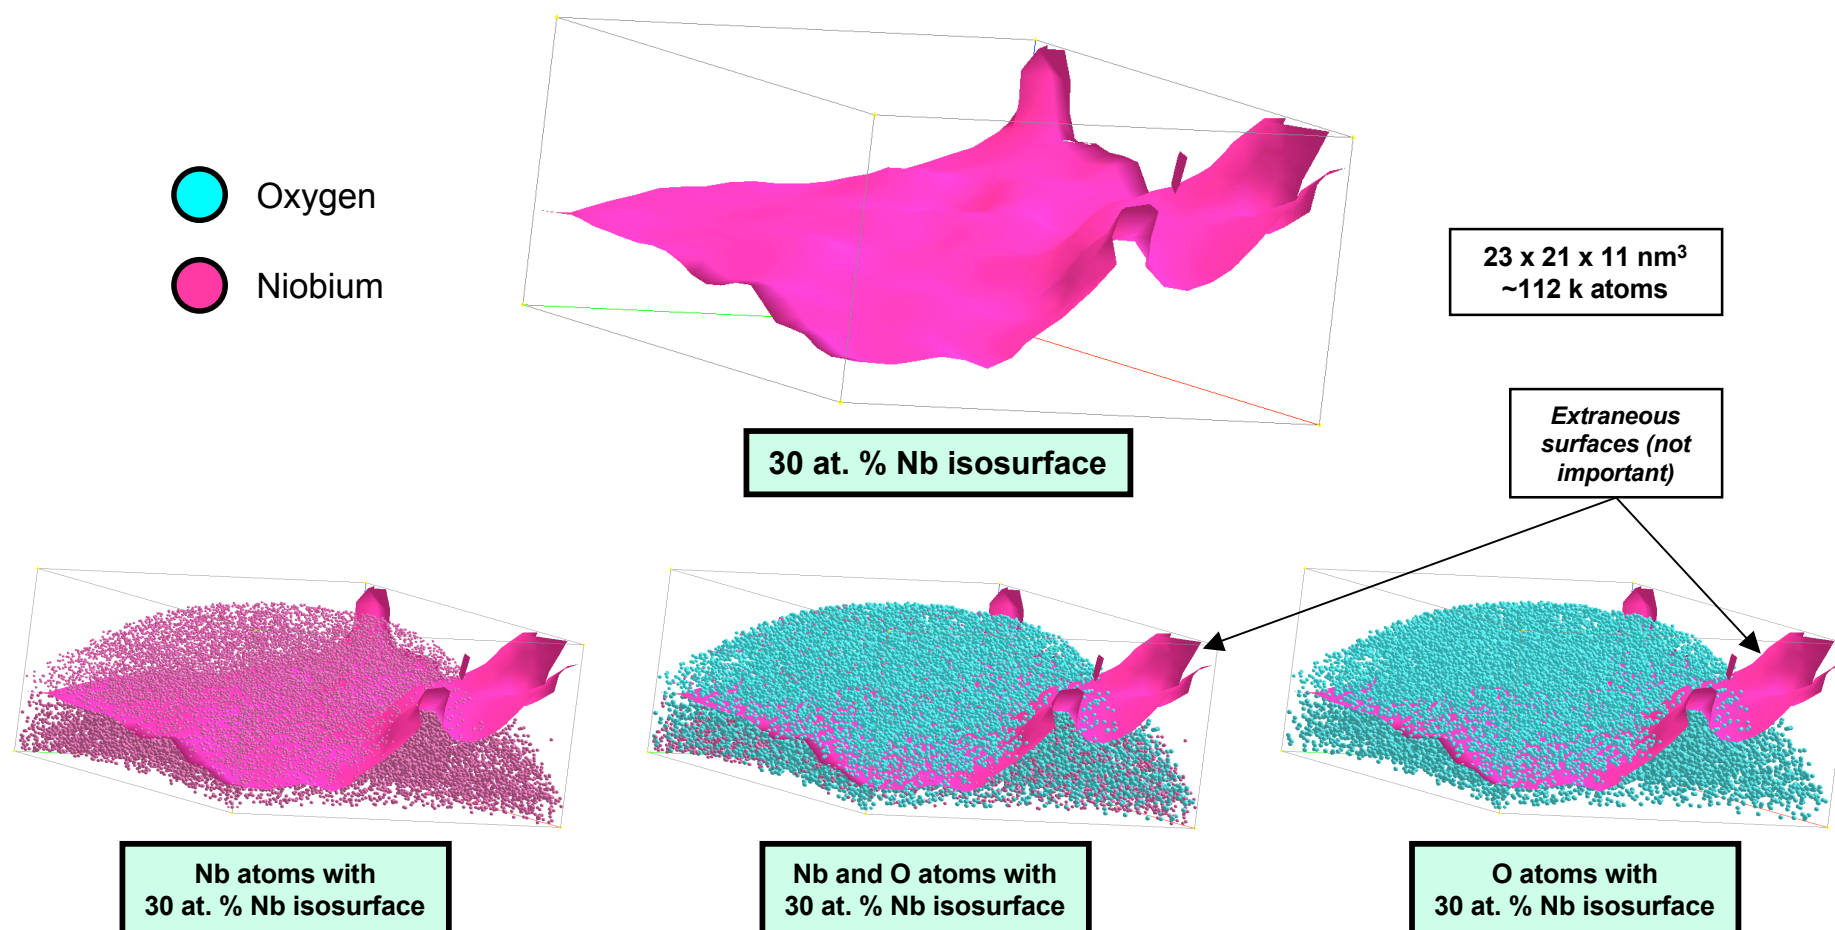 Oxygen
Niobium
23 x 21 x 11 nm³
~112 k atoms
Extraneous
surfaces (not
important)
30 at. % Nb isosurface
Nb atoms with
30 at. % Nb isosurface
Nb and O atoms with
30 at. % Nb isosurface
O atoms with
30 at. % Nb isosurface